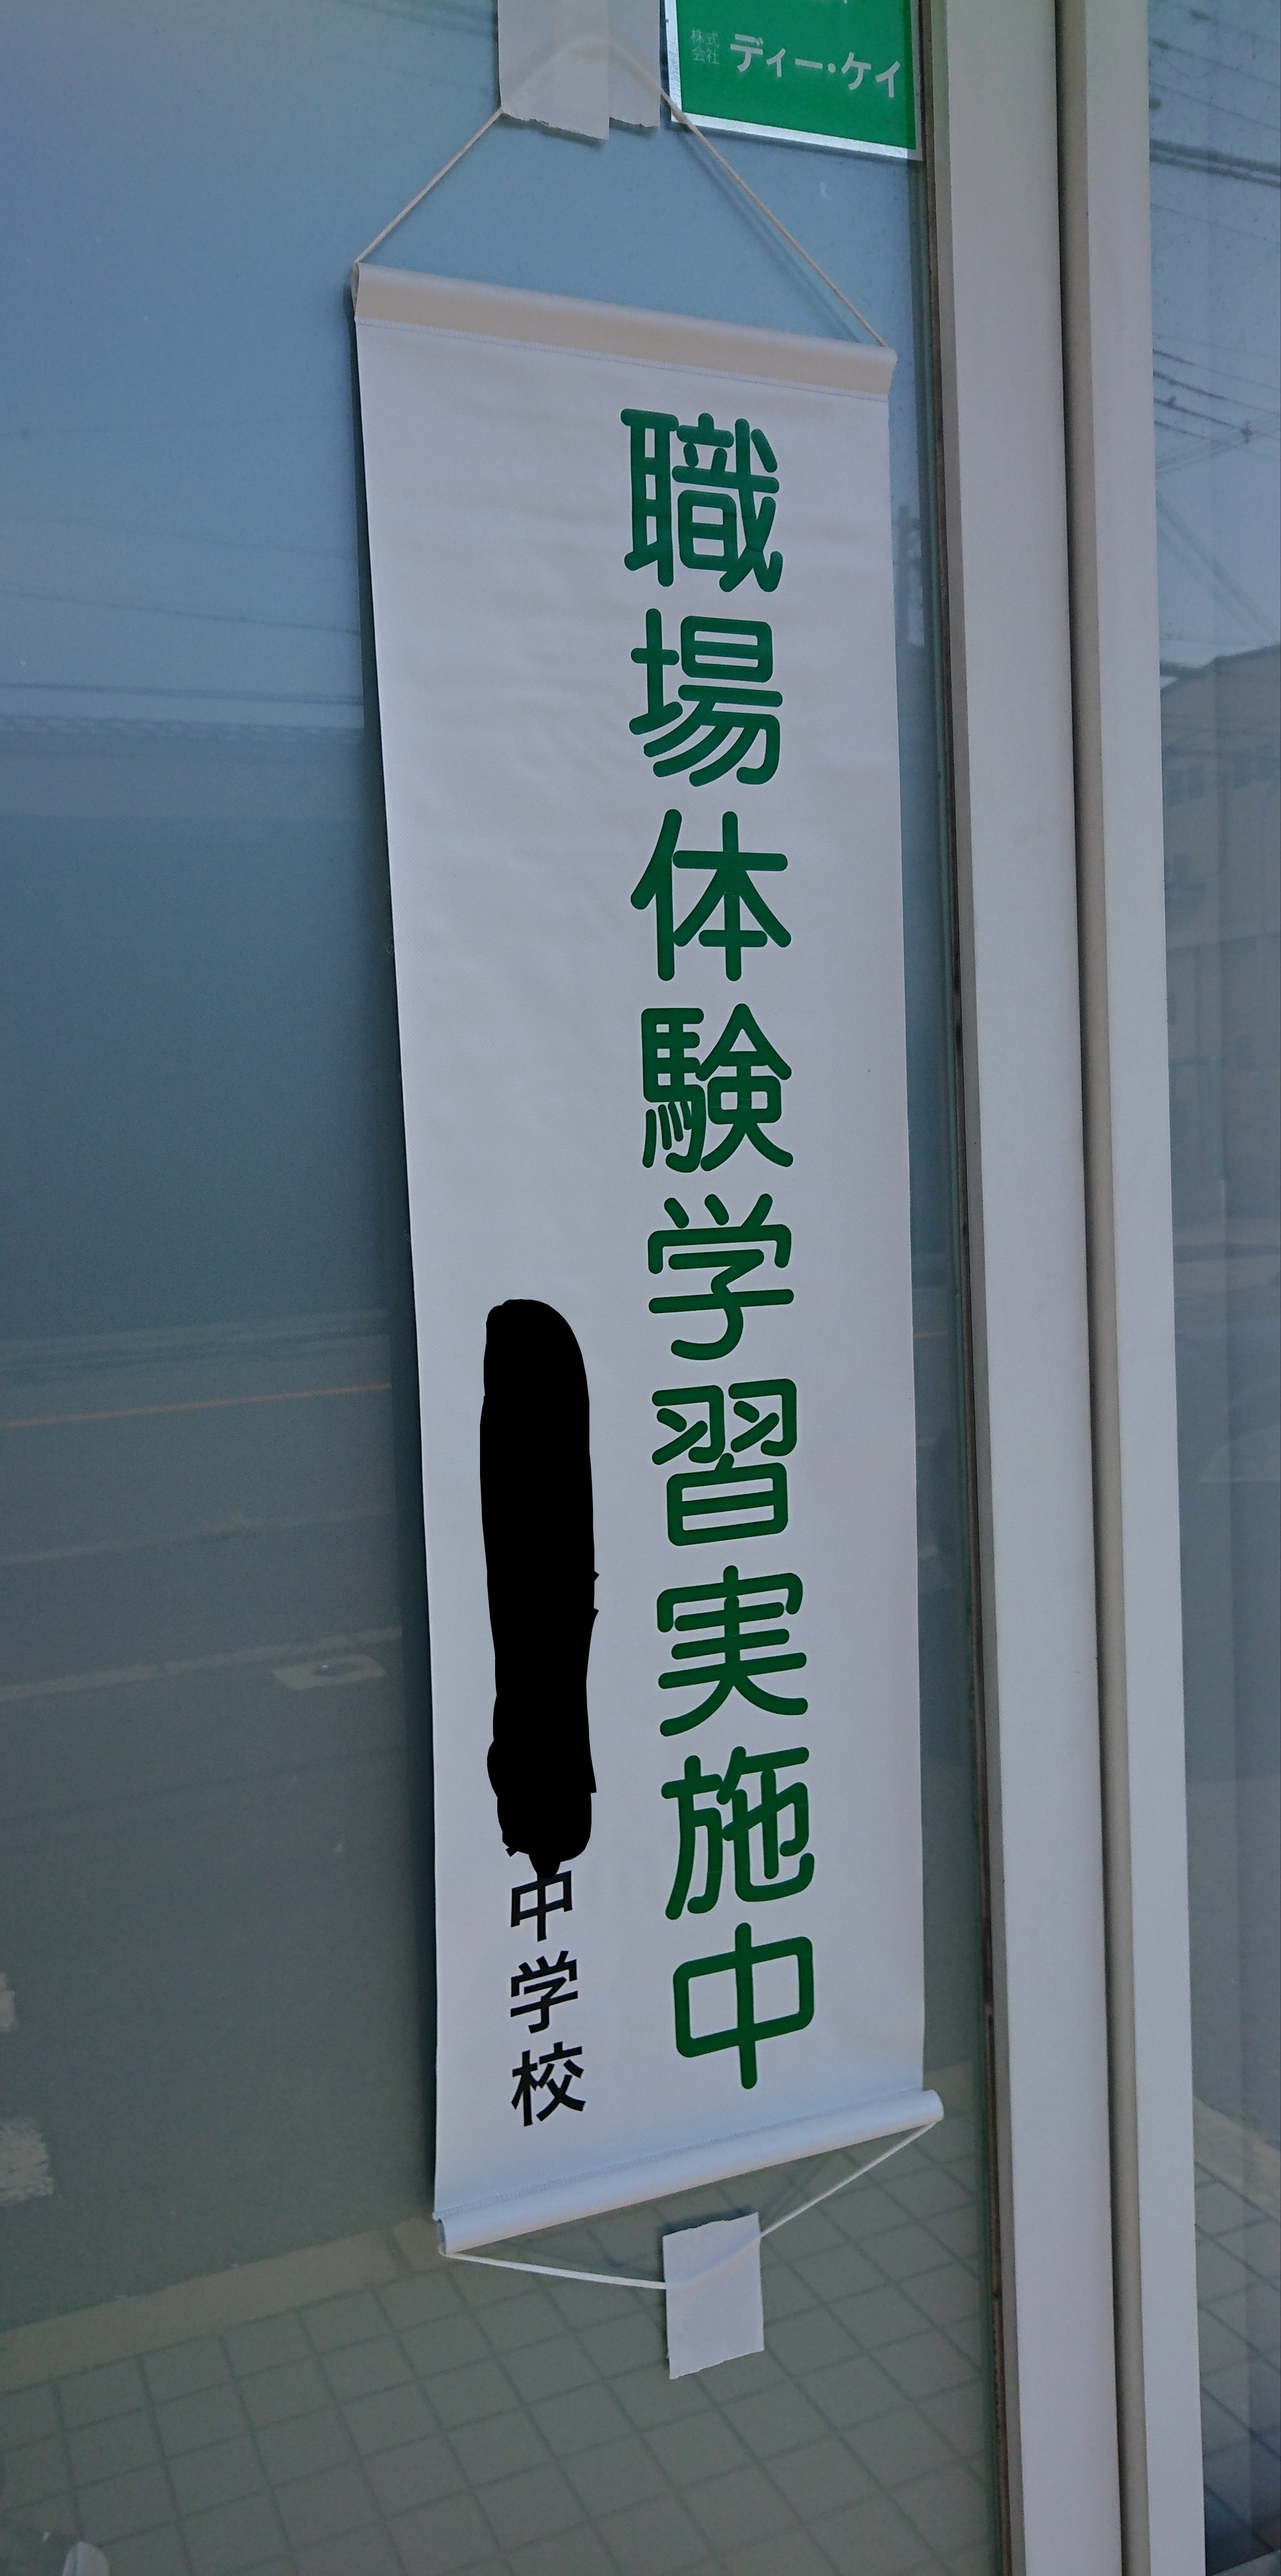 株式会社 ディー・ケイ
職場体験学習実施中
中学校